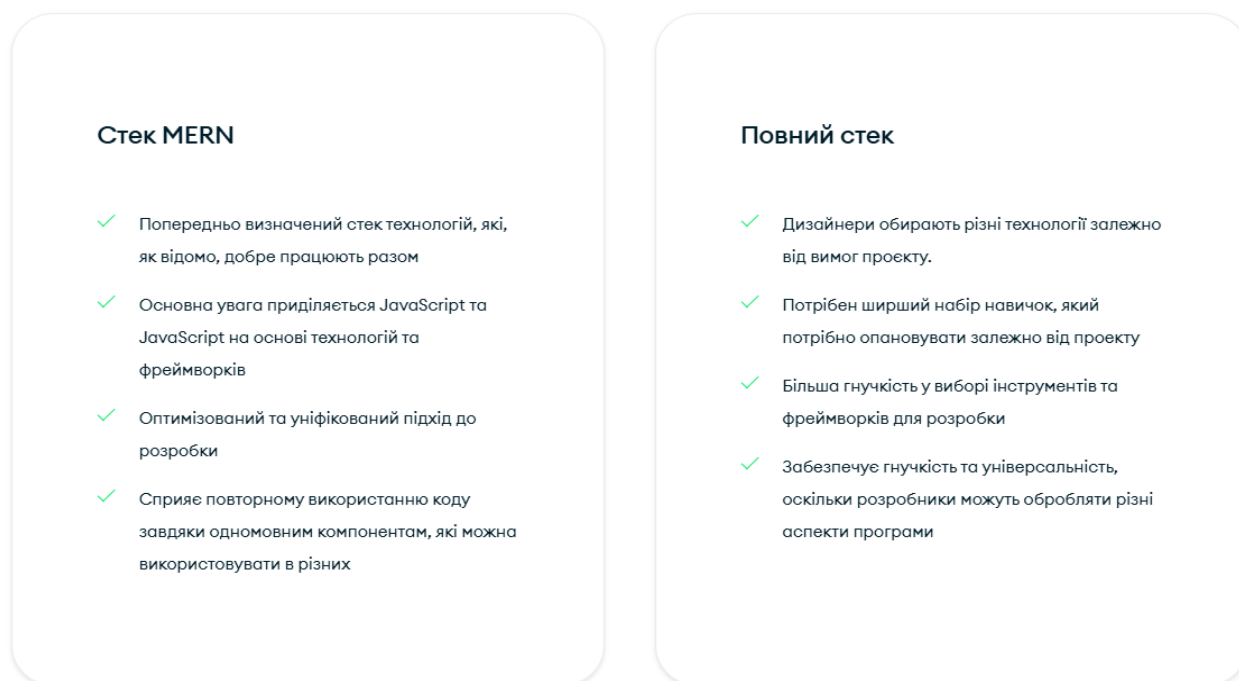 Стек MERN
Попередньо визначений стек технологій, які,
як відомо, добре працюють разом
Основна увага приділяється JavaScript та
JavaScript на основі технологій та
фреймворків
Оптимізований та уніфікований підхід до
розробки
Сприяє повторному використанню коду
завдяки одномовним компонентам, які можна
використовувати в різних
Повний стек
Дизайнери обирають різні технології залежно
від вимог проєкту.
Потрібен ширший набір навичок, який
потрібно опановувати залежно від проекту
Більша гнучкість у виборі інструментів та
фреймворків для розробки
Забезпечує гнучкість та універсальність,
оскільки розробники можуть обробляти різні
аспекти програми